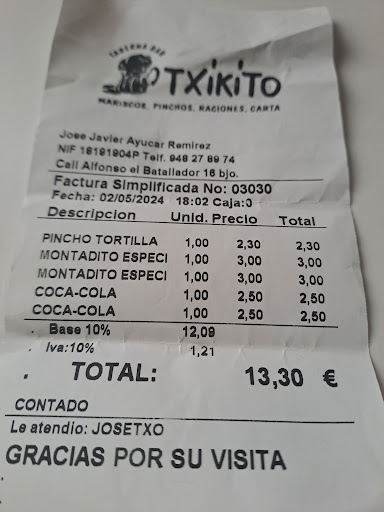 TABERNA BAR
TXIKITO
MARISCOS, PINCHOS, RACIONES, CARTA
Jose Javier Ayucar Remirez
NIF 18191904P Telf. 948 27 89 74
Call Alfonso el Batallador 16 bjo.
Factura Simplificada No: 03030
Fecha: 02/05/2024 18:02 Caja:0
Descripcion Unid. Precio Total
PINCHO TORTILLA 1,00 2,30 2,30
MONTADITO ESPECI 1,00 3,00 3,00
MONTADITO ESPECI 1,00 3,00 3,00
COCA-COLA 1,00 2,50 2,50
COCA-COLA 1,00 2,50 2,50
. Base 10% 12,09
. Iva:10% 1,21
. TOTAL: 13,30 €
CONTADO
Le atendio: JOSETXO
GRACIAS POR SU VISITA